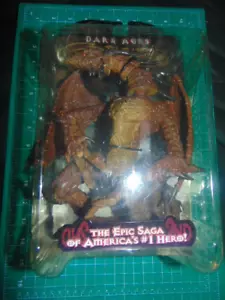 DARK AGES
THE EPIC SAGA
OF AMERICA'S #1 HERO!